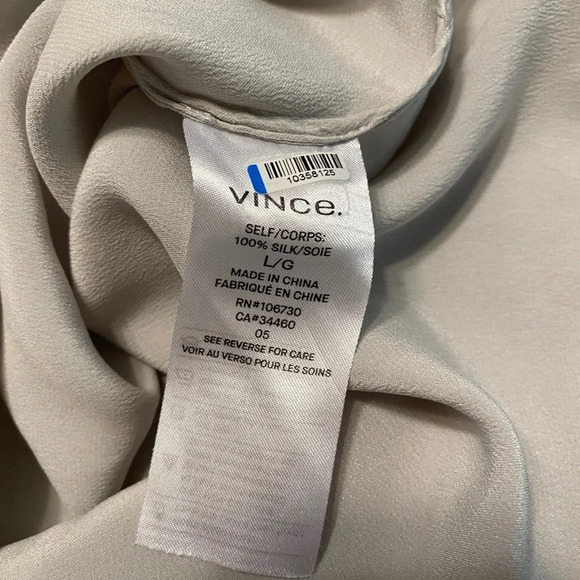 10358125
VINCe.
SELF/CORPS:
100% SILK/SOIE
L/G
MADE IN CHINA
FABRIQUÉ EN CHINE
RN#106730
CA#34460
05
SEE REVERSE FOR CARE
VOIR AU VERSO POUR LES SOINS